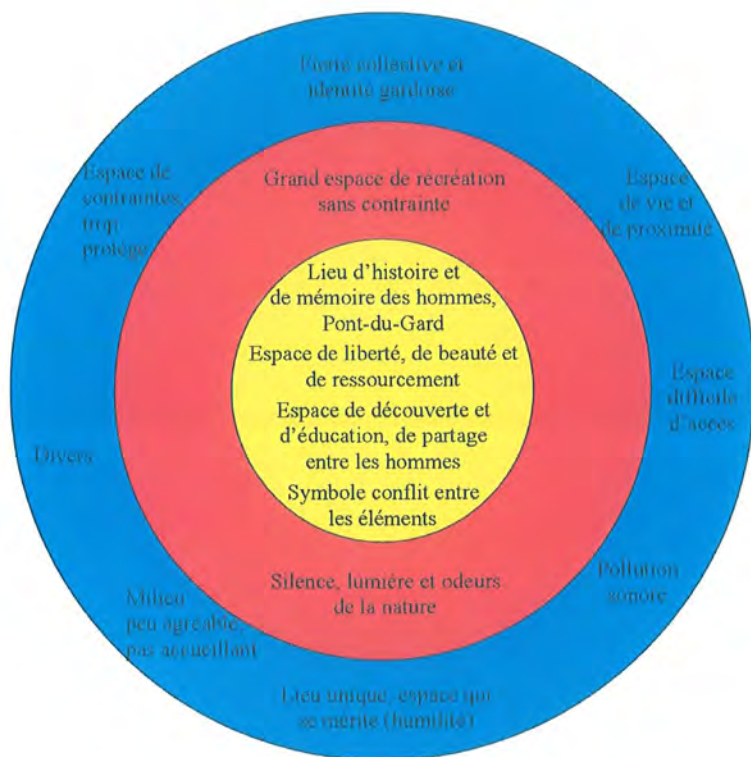 Fierté collective et
identité gardoise
Espace de
contraintes,
trop
protégé
Grand espace de récréation
sans contrainte
Espace
de vie et
de proximité
Lieu d'histoire et
de mémoire des hommes,
Pont-du-Gard
Espace de liberté, de beauté et
de ressourcement
Espace de découverte et
d'éducation, de partage
entre les hommes
Symbole conflit entre
les éléments
Espace
difficile
d'accès
Divers
Silence, lumière et odeurs
de la nature
Pollution
sonore
Milieu
peu agréable,
pas accueillant
Lieu unique, espace qui
se mérite (humilité)